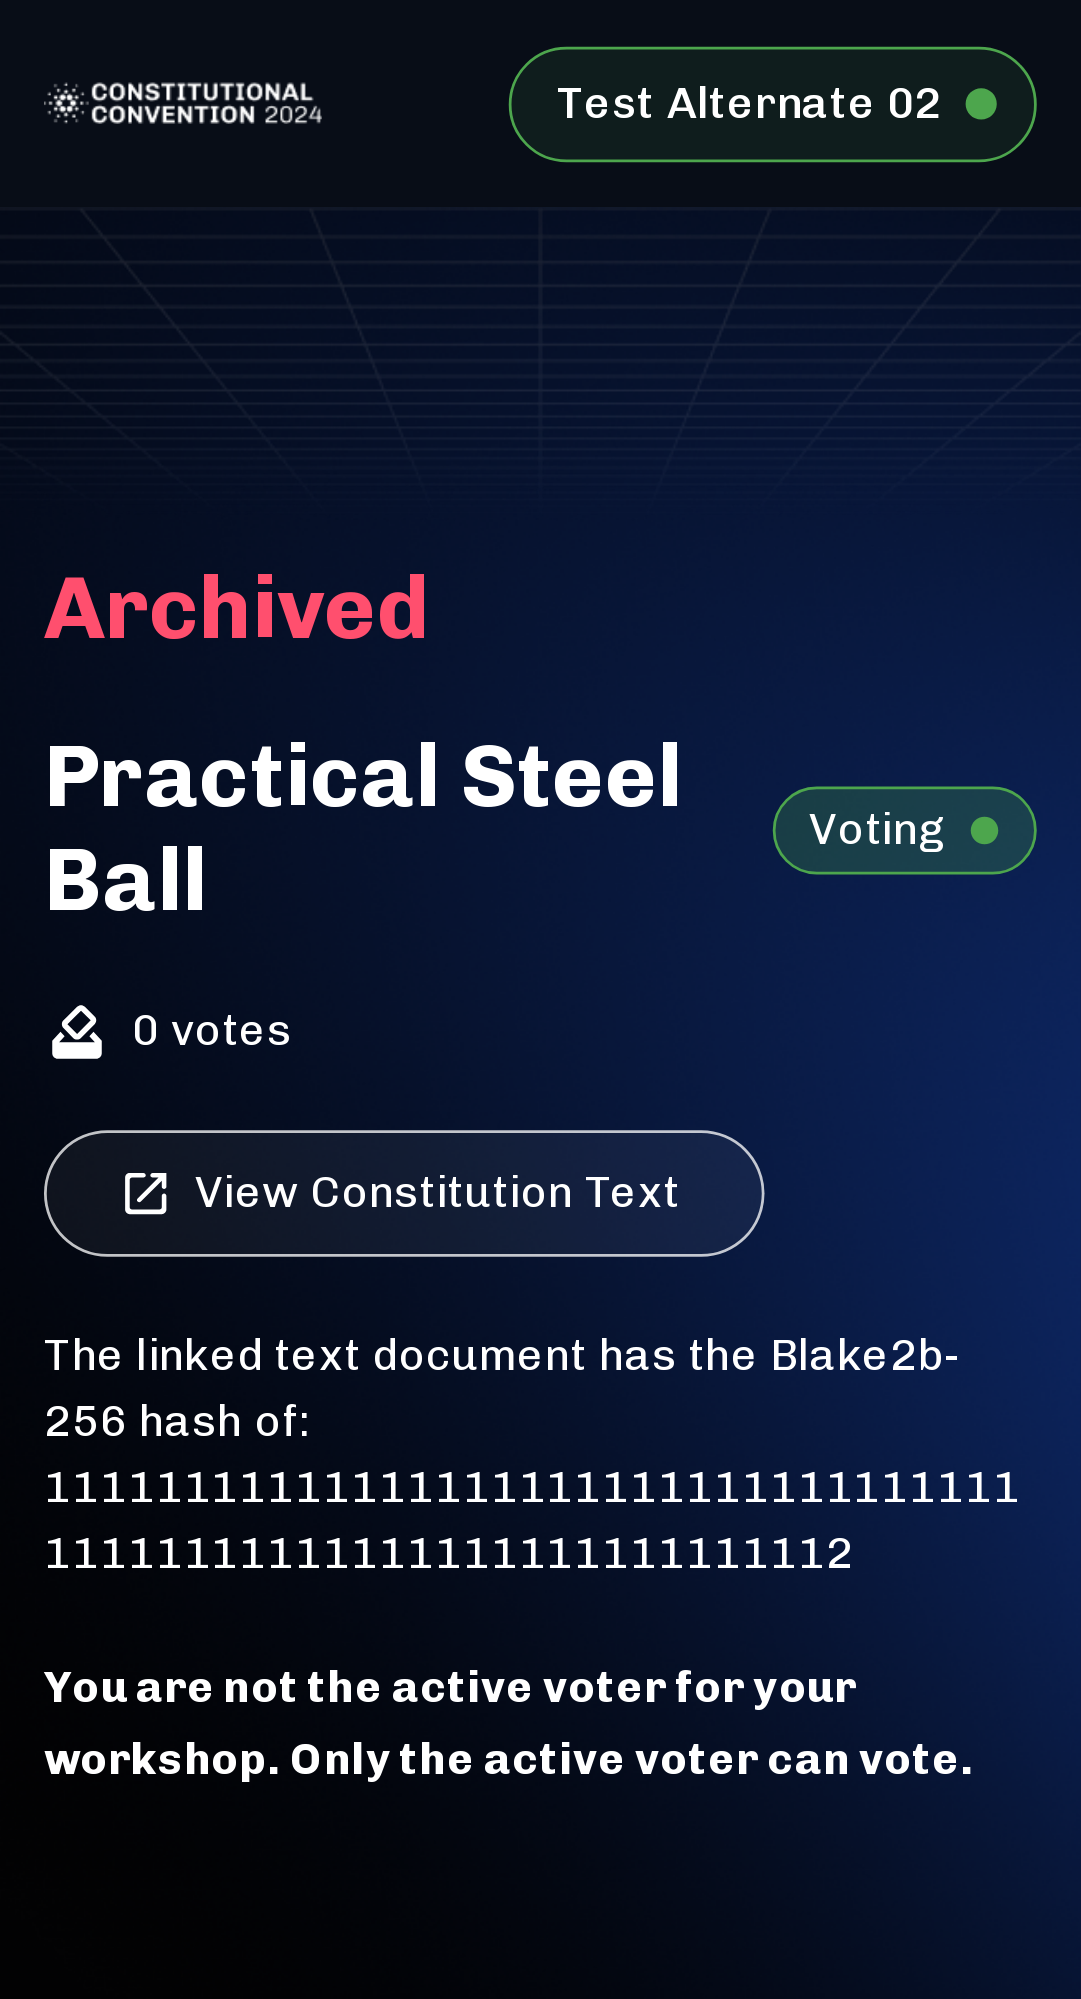 CONSTITUTIONAL
CONVENTION 2024
Test Alternate 02
Archived
Practical Steel
Ball
Voting
0 votes
View Constitution Text
The linked text document has the Blake2b-
256 hash of:
11111111111111111111111111111111111
11111111111111111111111111112
You are not the active voter for your
workshop. Only the active voter can vote.